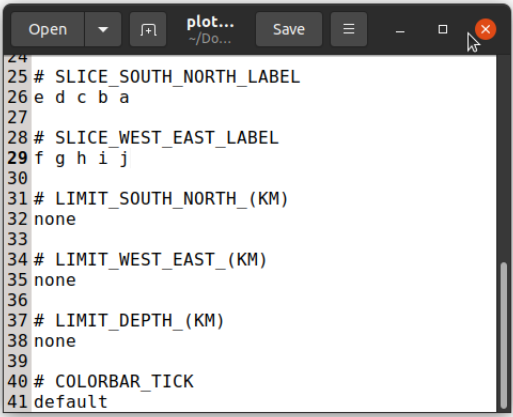 Open
plot...
~/Do...
Save
24
25 # SLICE_SOUTH_NORTH_LABEL
26 e d c b a
27
28 # SLICE_WEST_EAST_LABEL
29 f g h i j
30
31 # LIMIT_SOUTH_NORTH_(KM)
32 none
33
34 # LIMIT_WEST_EAST_(KM)
35 none
36
37 # LIMIT_DEPTH_(KM)
38 none
39
40 # COLORBAR_TICK
41 default